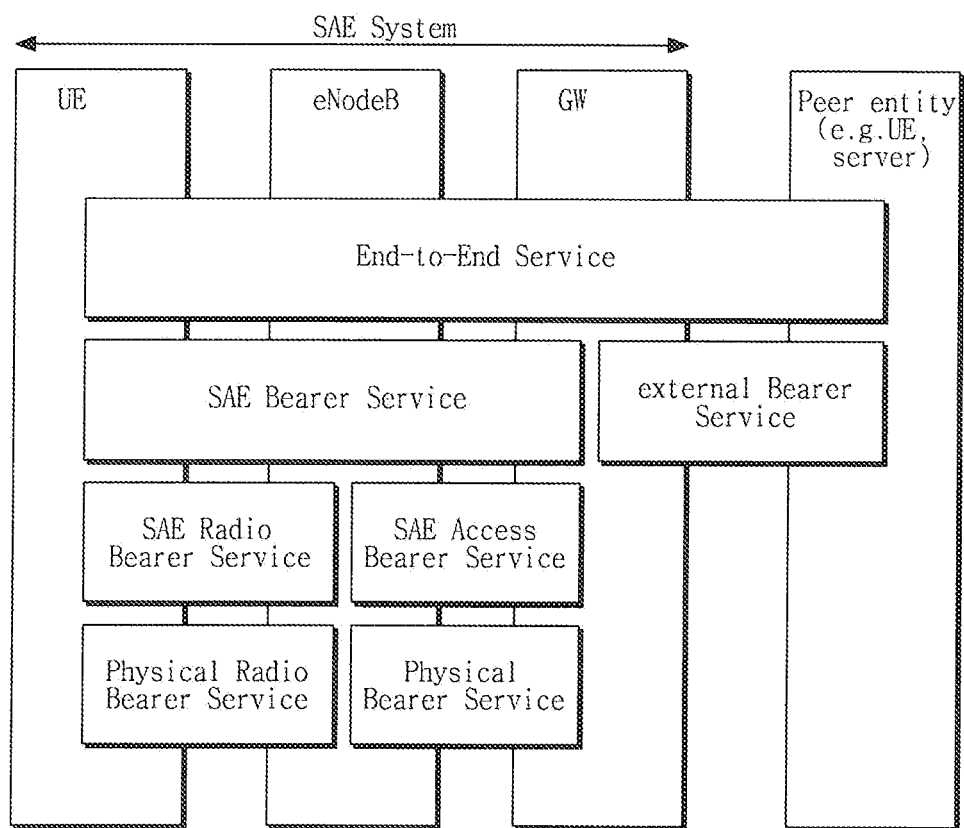 SAE System
UE
eNodeB
GW
Peer entity
(e.g.UE,
server)
End-to-End Service
SAE Bearer Service
external Bearer
Service
SAE Radio
Bearer Service
SAE Access
Bearer Service
Physical Radio
Bearer Service
Physical
Bearer Service